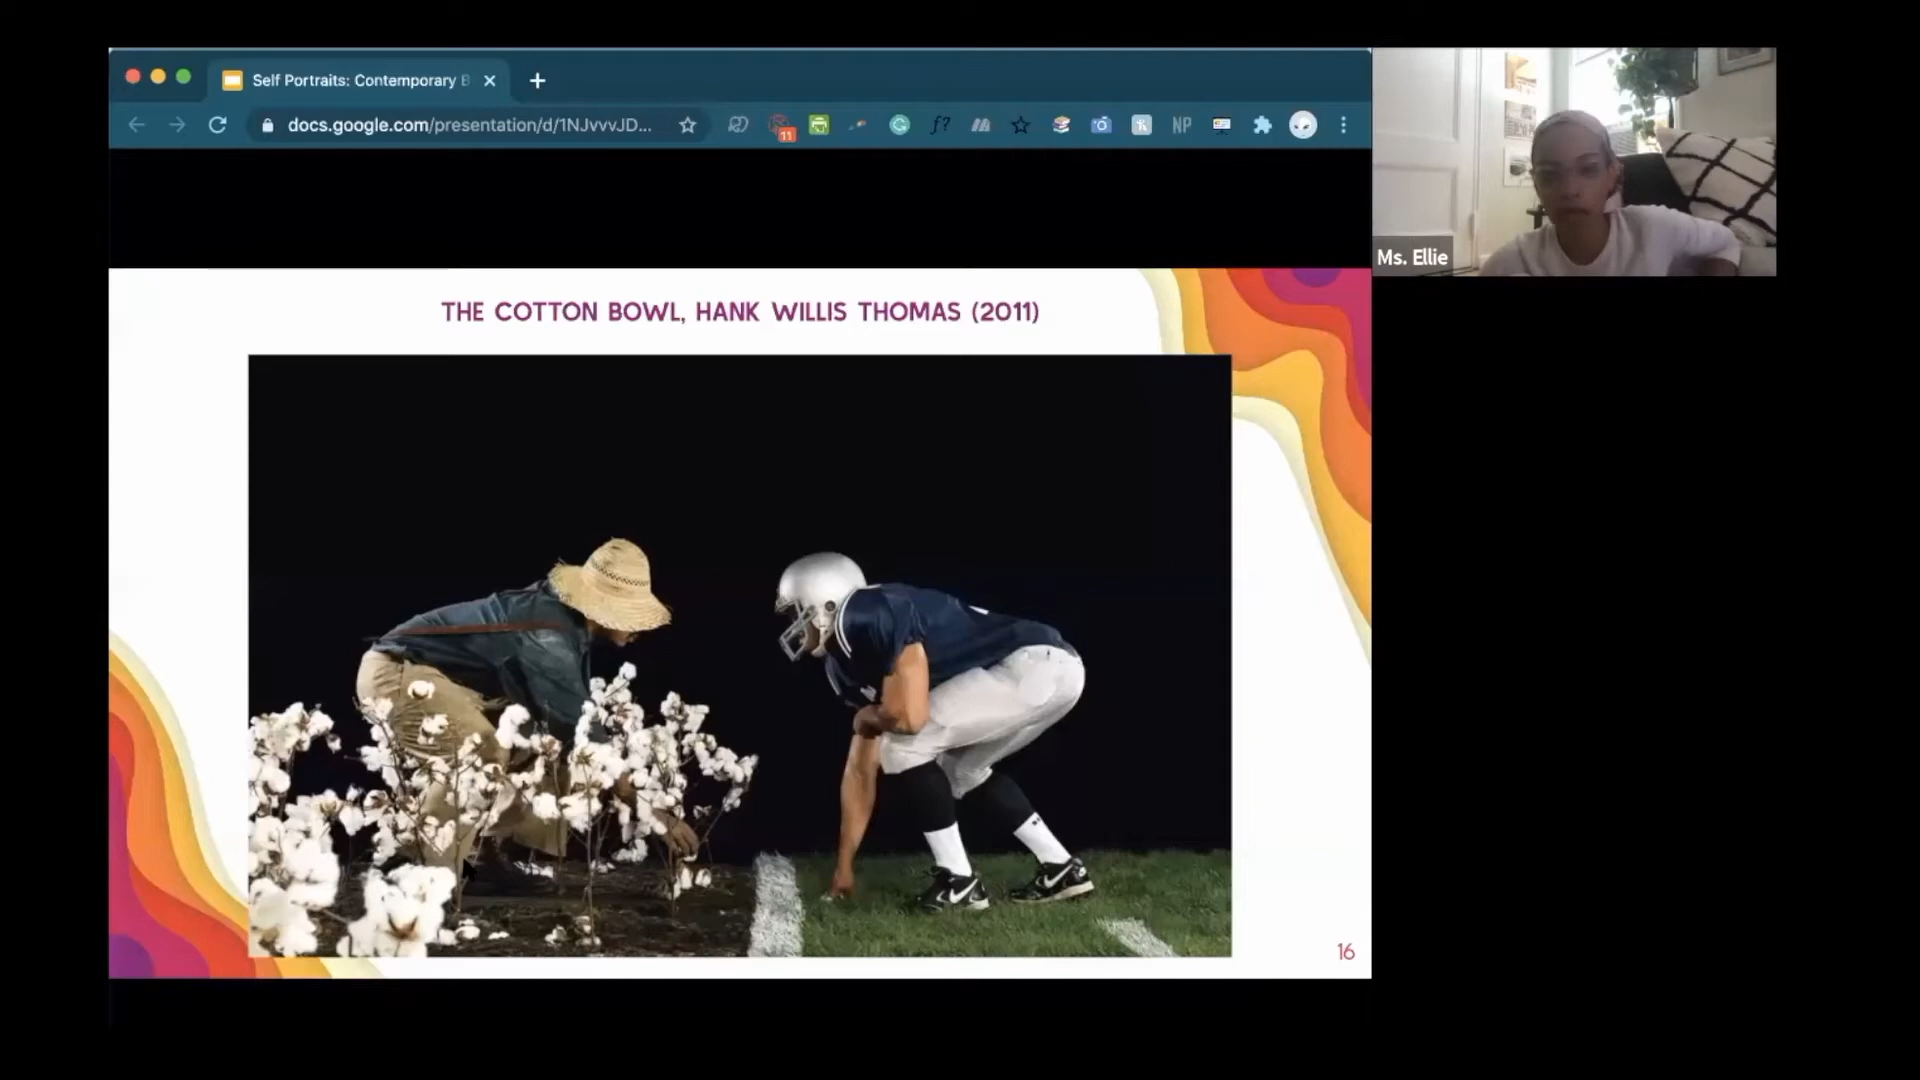 Self Portraits: Contemporary B
docs.google.com/presentation/d/1NJvvvJD...
11
f?
NP
Ms. Ellie
THE COTTON BOWL, HANK WILLIS THOMAS (2011)
16